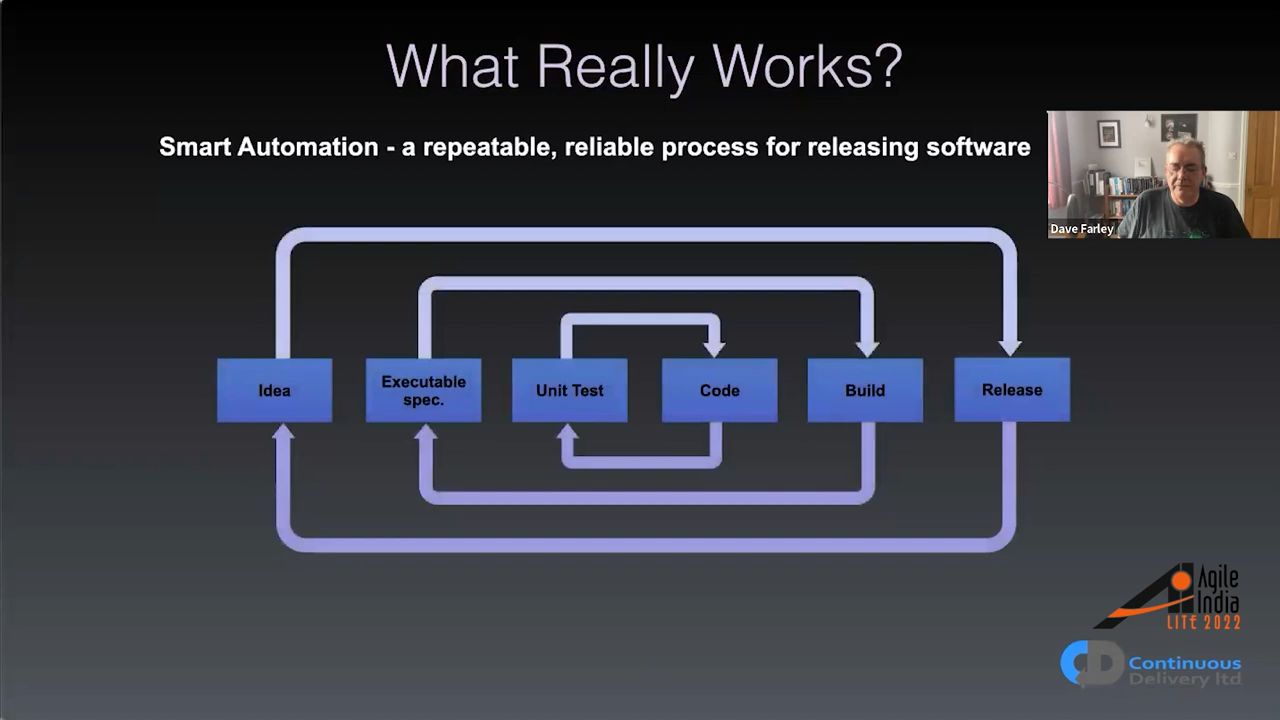 What Really Works?
Smart Automation - a repeatable, reliable process for releasing software
Dave Farley
Idea
Executable
spec.
Unit Test
Code
Build
Release
Agile
India
LITE 2022
CD
Continuous
Delivery ltd